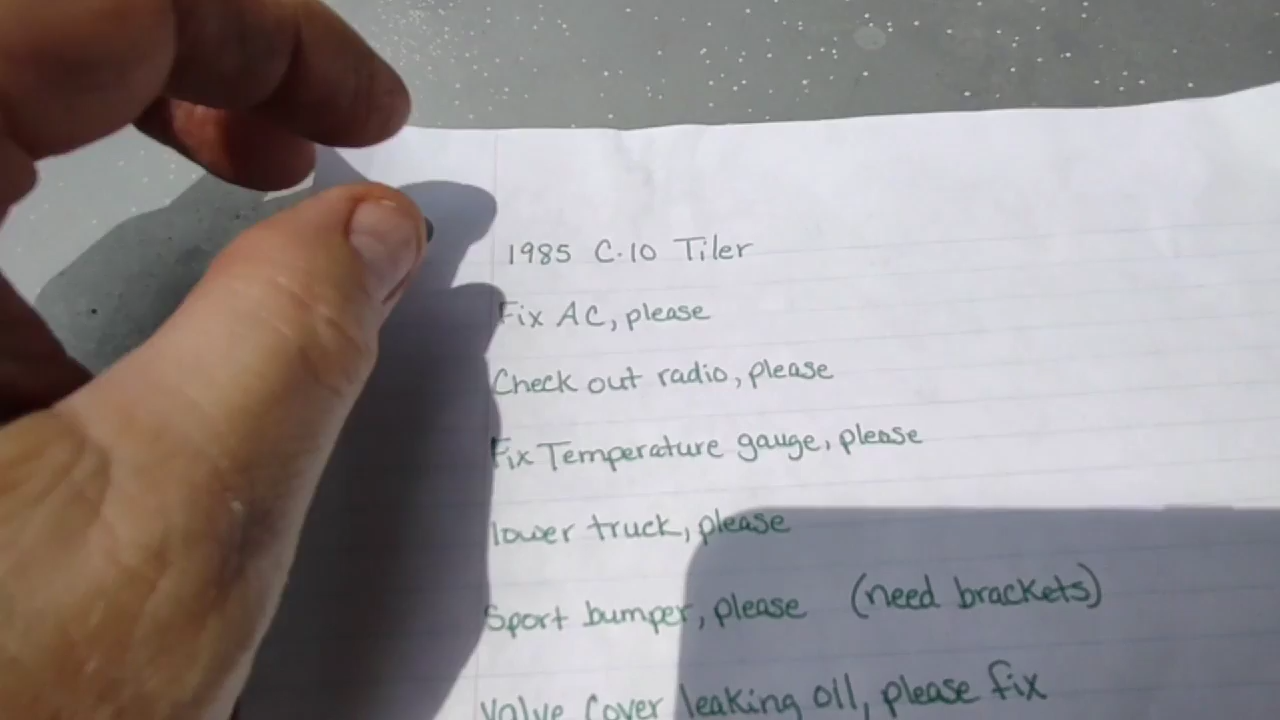 1985 C-10 Tiler
Fix AC, please
Check out radio, please
Fix Temperature gauge, please
lower truck, please
Sport bumper, please (need brackets)
Valve Cover leaking oil, please fix